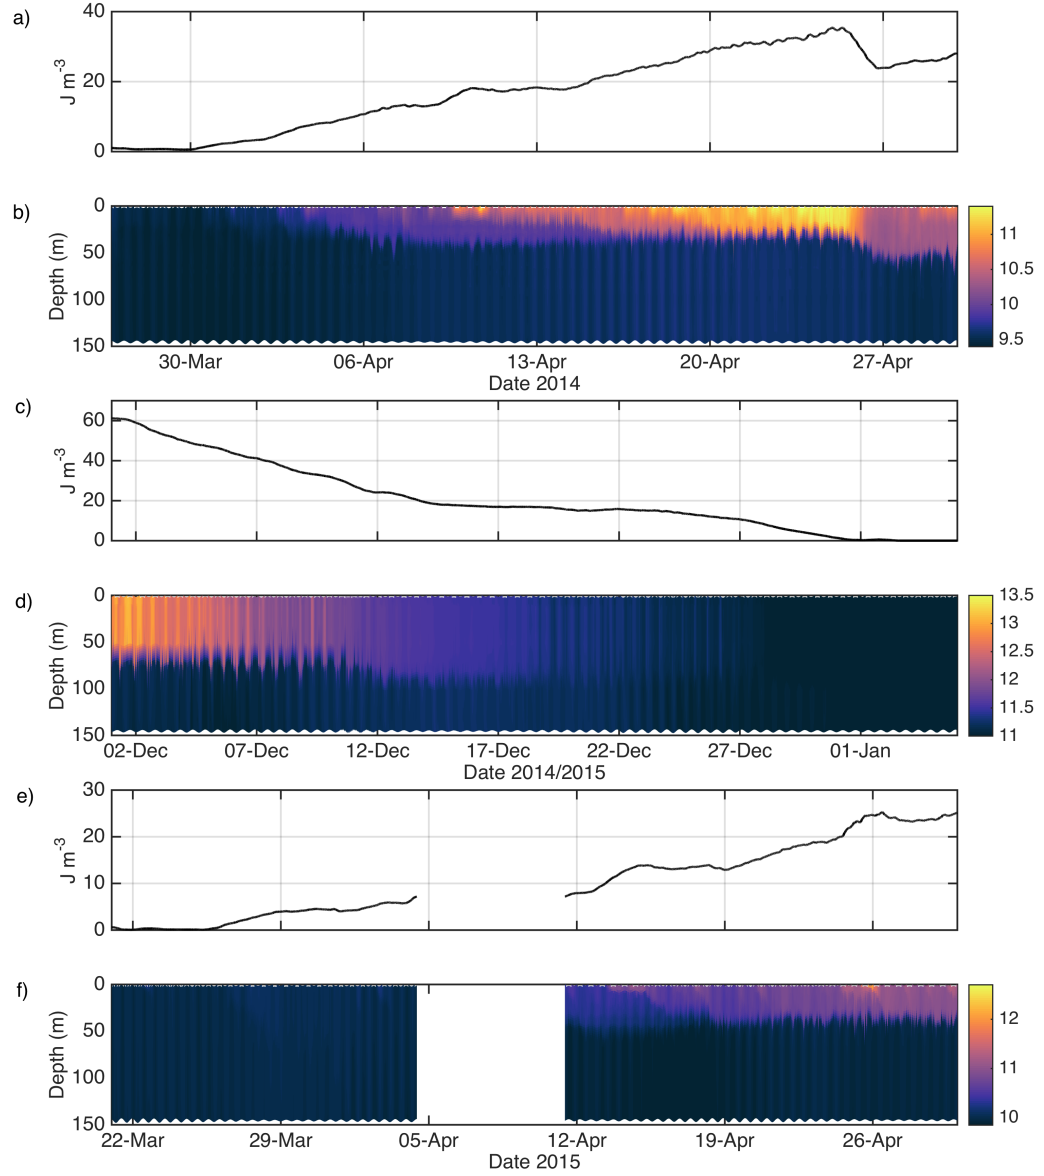 a)
40
20
0
J m-3
b)
0
50
100
150
Depth (m)
11
10.5
10
9.5
30-Mar 06-Apr 13-Apr 20-Apr 27-Apr
Date 2014
c)
60
40
20
0
J m-3
d)
0
50
100
150
Depth (m)
13.5
13
12.5
12
11.5
11
02-Dec 07-Dec 12-Dec 17-Dec 22-Dec 27-Dec 01-Jan
Date 2014/2015
e)
30
20
10
0
J m-3
f)
0
50
100
150
Depth (m)
12
11
10
22-Mar 29-Mar 05-Apr 12-Apr 19-Apr 26-Apr
Date 2015